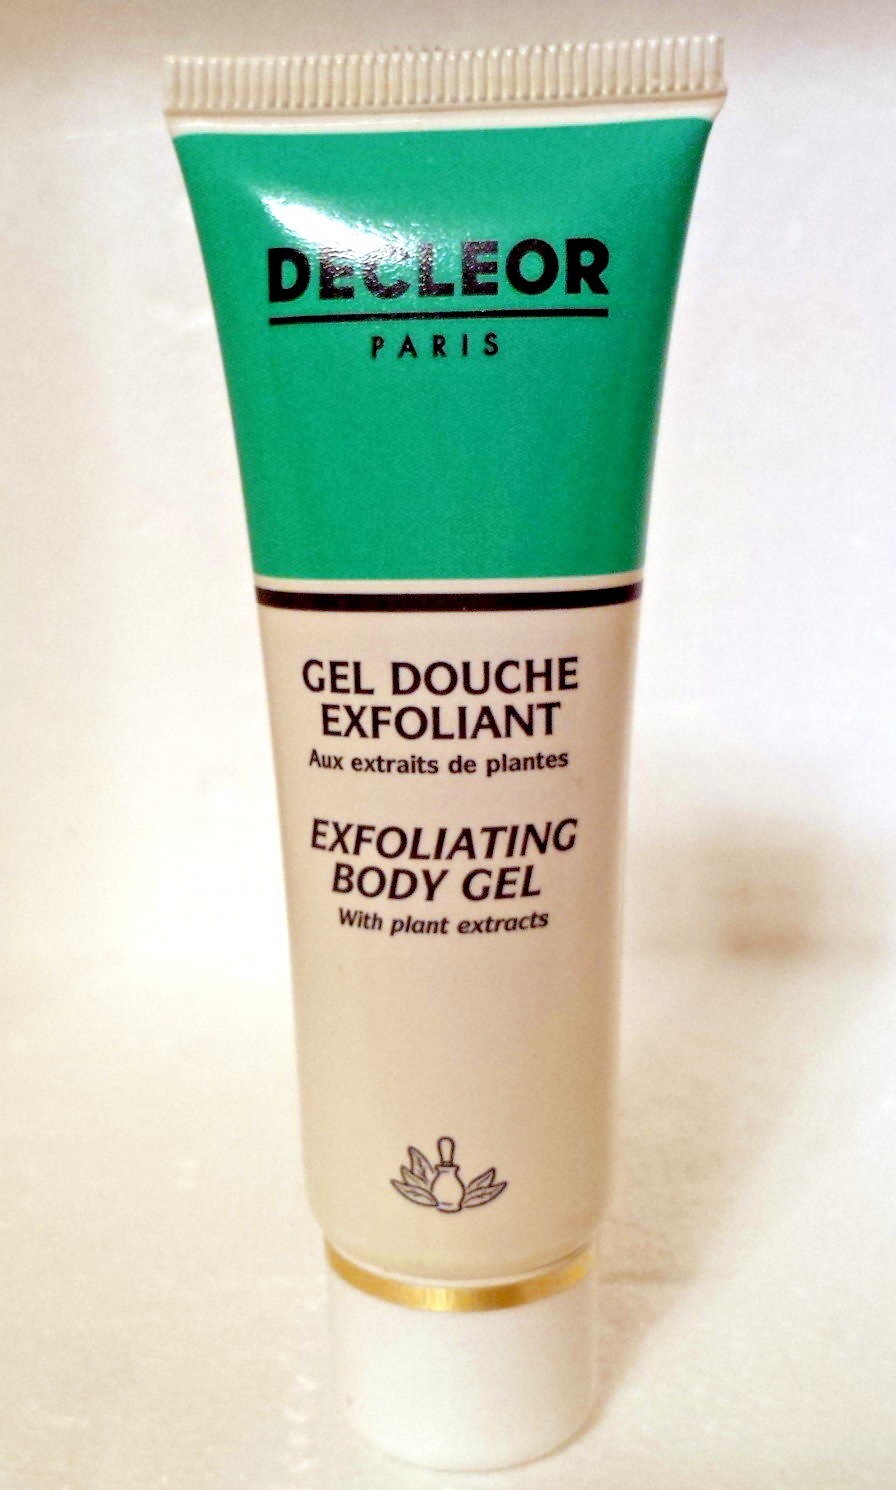 DECLEOR
PARIS
GEL DOUCHE
EXFOLIANT
Aux extraits de plantes
EXFOLIATING
BODY GEL
With plant extracts